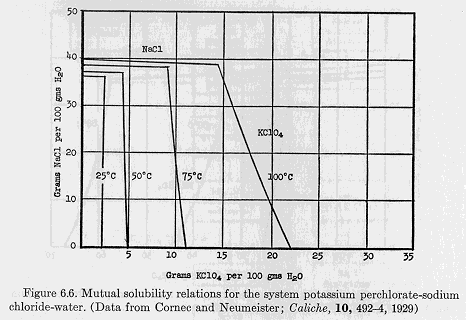 50
40
30
20
10
0
Grams NaCl per 100 gms H2O
NaCl
KClO4
25°C
50°C
75°C
100°C
5
10
15
20
25
30
35
Grams KClO4 per 100 gms H2O
Figure 6.6. Mutual solubility relations for the system potassium perchlorate-sodium
chloride-water. (Data from Cornec and Neumeister; Caliche, 10, 492-4, 1929)